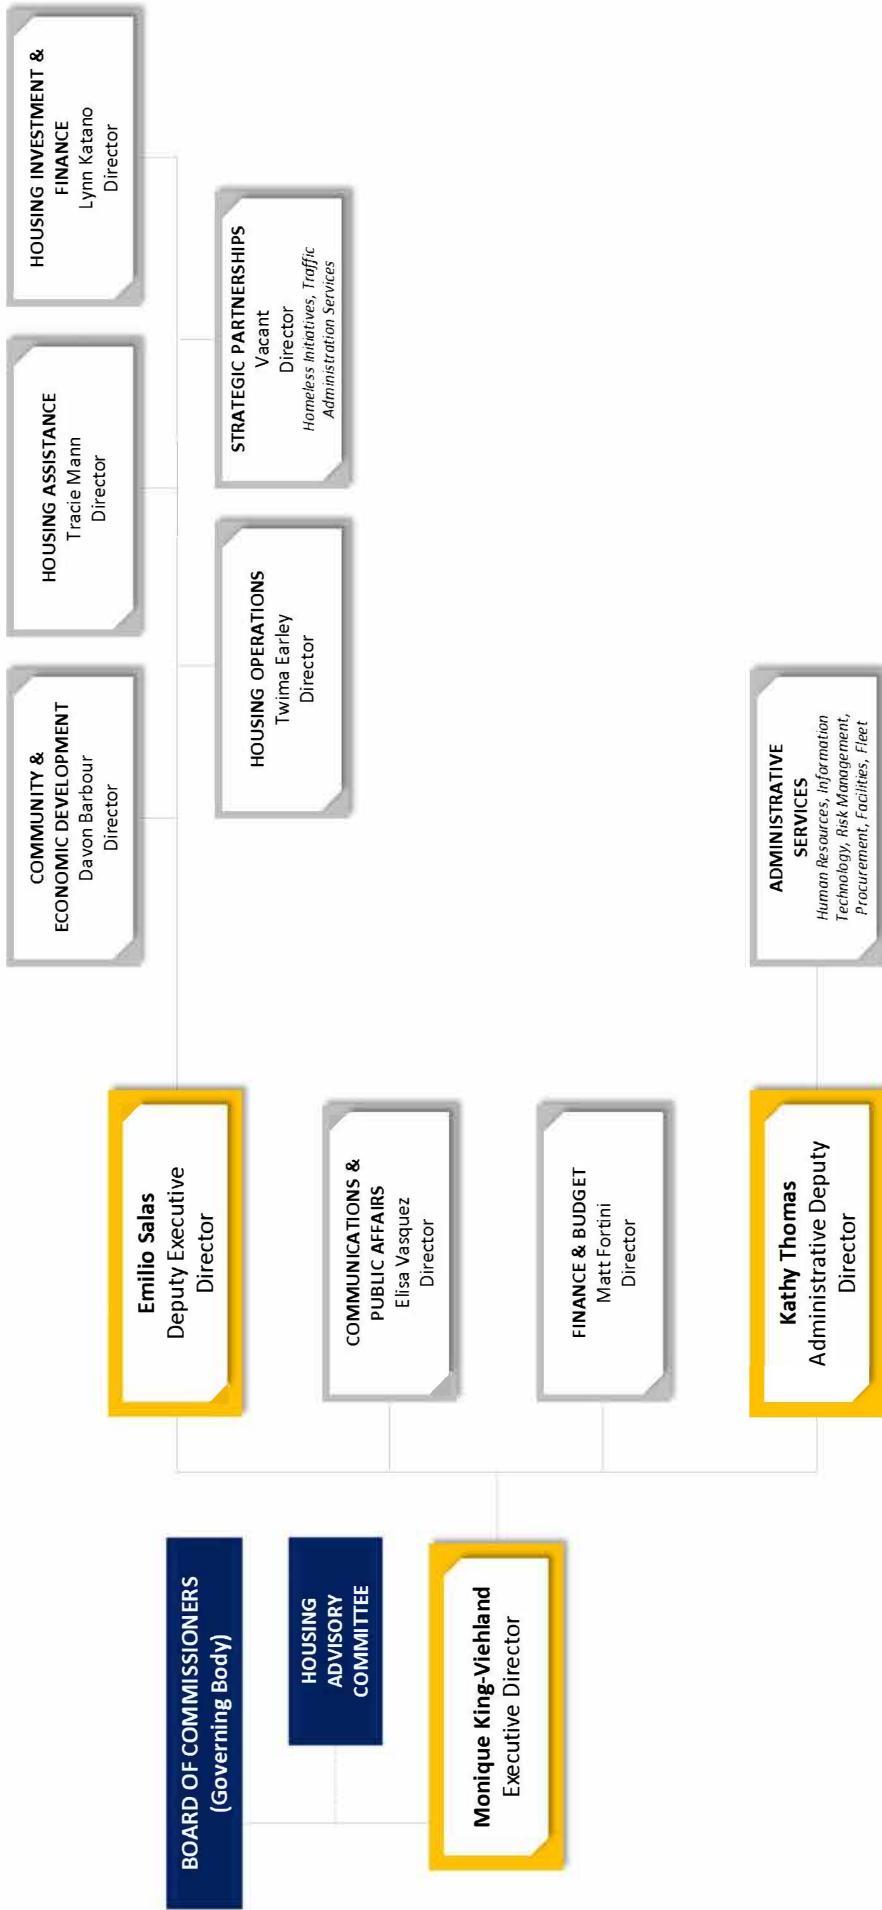 BOARD OF COMMISSIONERS
(Governing Body)
HOUSING
ADVISORY
COMMITTEE
Monique King-Viehland
Executive Director
Emilio Salas
Deputy Executive
Director
COMMUNICATIONS &
PUBLIC AFFAIRS
Elisa Vasquez
Director
FINANCE & BUDGET
Matt Fortini
Director
Kathy Thomas
Administrative Deputy
Director
COMMUNITY &
ECONOMIC DEVELOPMENT
Davon Barbour
Director
HOUSING ASSISTANCE
Tracie Mann
Director
HOUSING INVESTMENT &
FINANCE
Lynn Katano
Director
HOUSING OPERATIONS
Twima Earley
Director
STRATEGIC PARTNERSHIPS
Vacant
Director
Homeless Initiatives, Traffic
Administration Services
ADMINISTRATIVE
SERVICES
Human Resources, Information
Technology, Risk Management,
Procurement, Facilities, Fleet